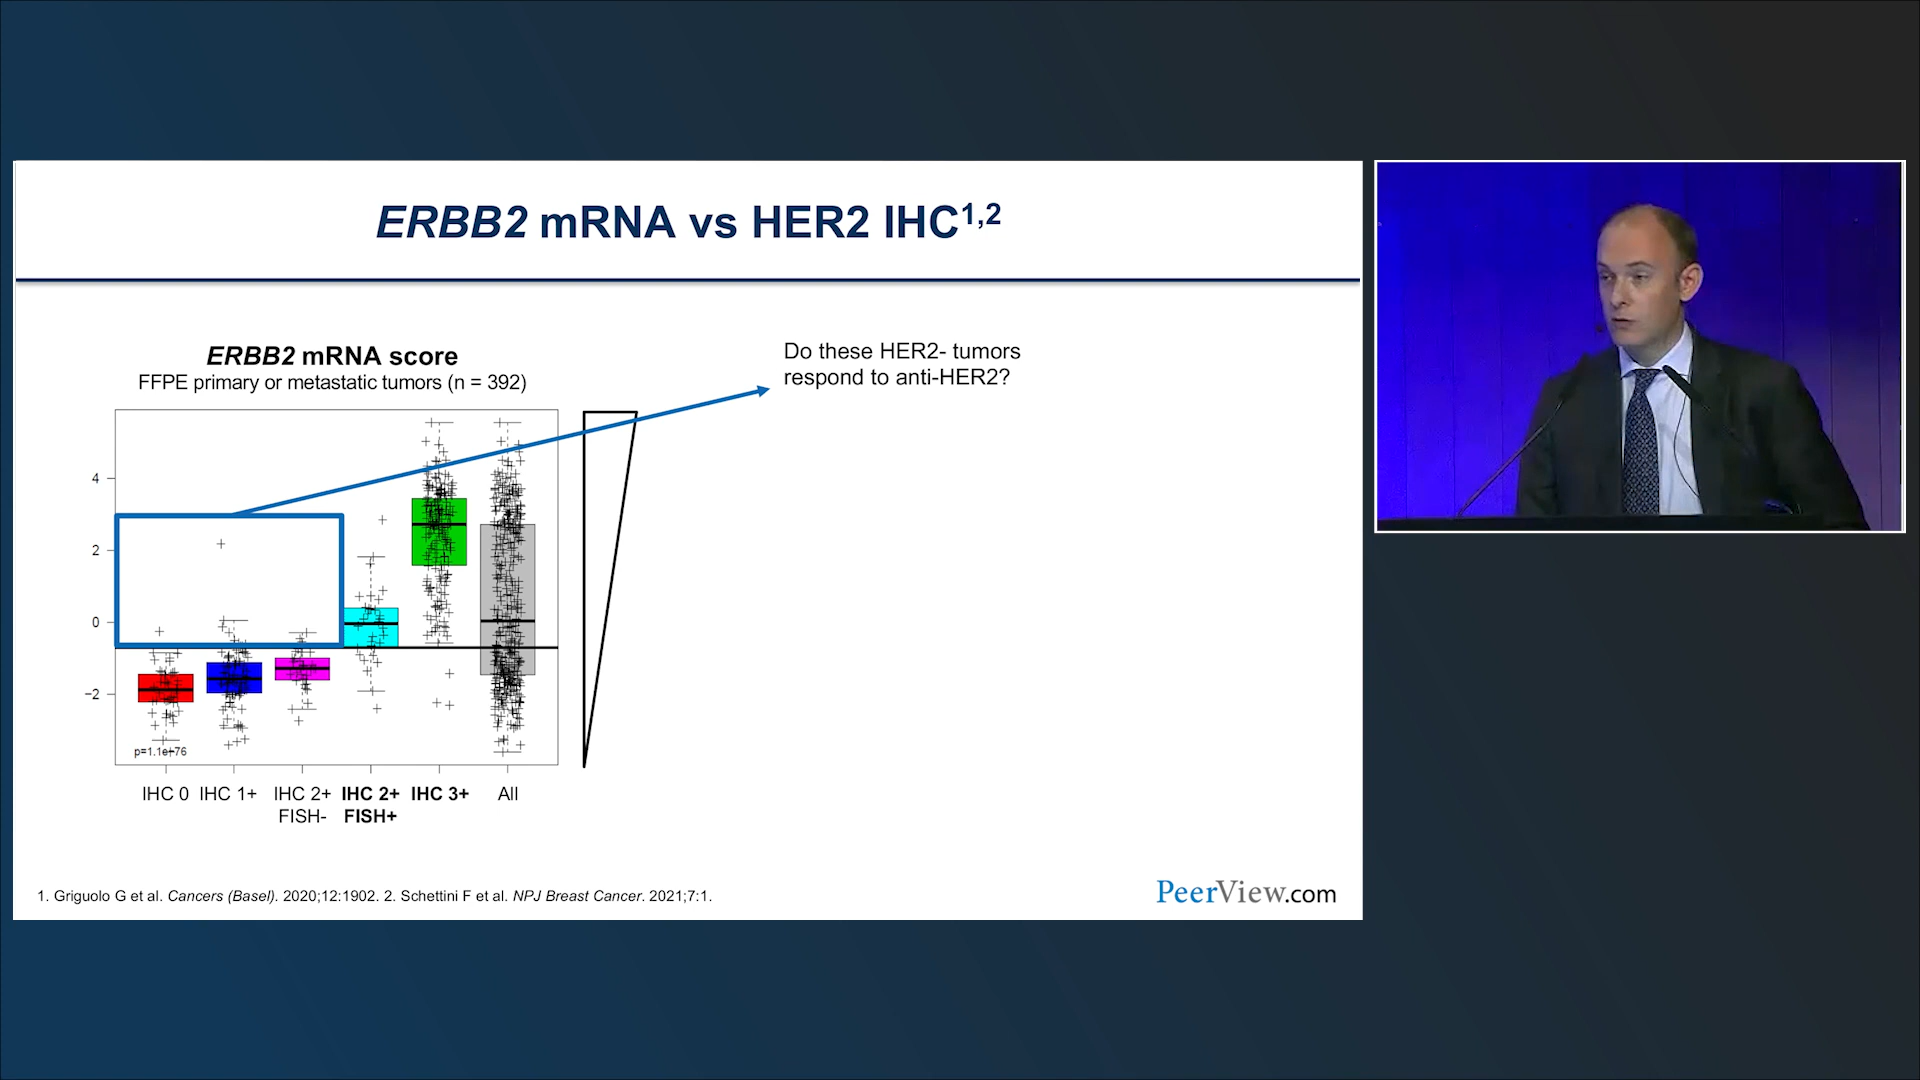 ERBB2 mRNA vs HER2 IHC1,2
ERBB2 mRNA score
FFPE primary or metastatic tumors (n = 392)
Do these HER2- tumors
respond to anti-HER2?
4
2
0
−2
p=1.1e−76
IHC 0 IHC 1+ IHC 2+ IHC 2+ IHC 3+ All
FISH- FISH+
1. Griguolo G et al. Cancers (Basel). 2020;12:1902. 2. Schettini F et al. NPJ Breast Cancer. 2021;7:1.
PeerView.com